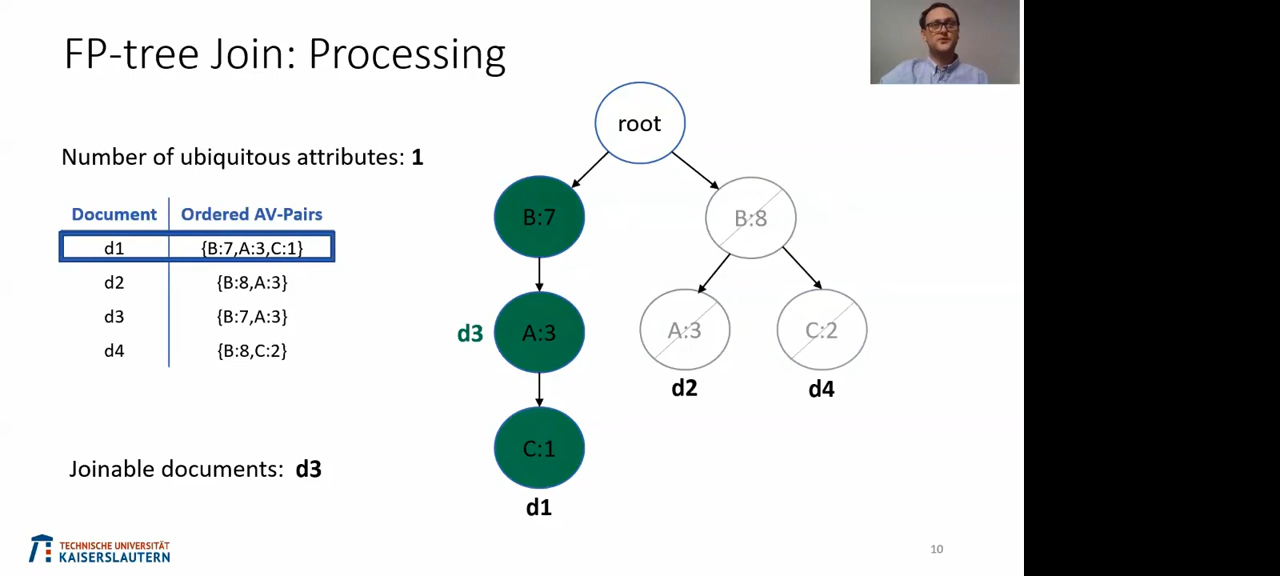 FP-tree Join: Processing
Number of ubiquitous attributes: 1
Document Ordered AV-Pairs
d1 {B:7,A:3,C:1}
d2 {B:8,A:3}
d3 {B:7,A:3}
d4 {B:8,C:2}
Joinable documents: d3
root
B:7 B:8
d3 A:3 A:3 C:2
d2 d4
C:1
d1
TECHNISCHE UNIVERSITÄT
KAISERSLAUTERN
10